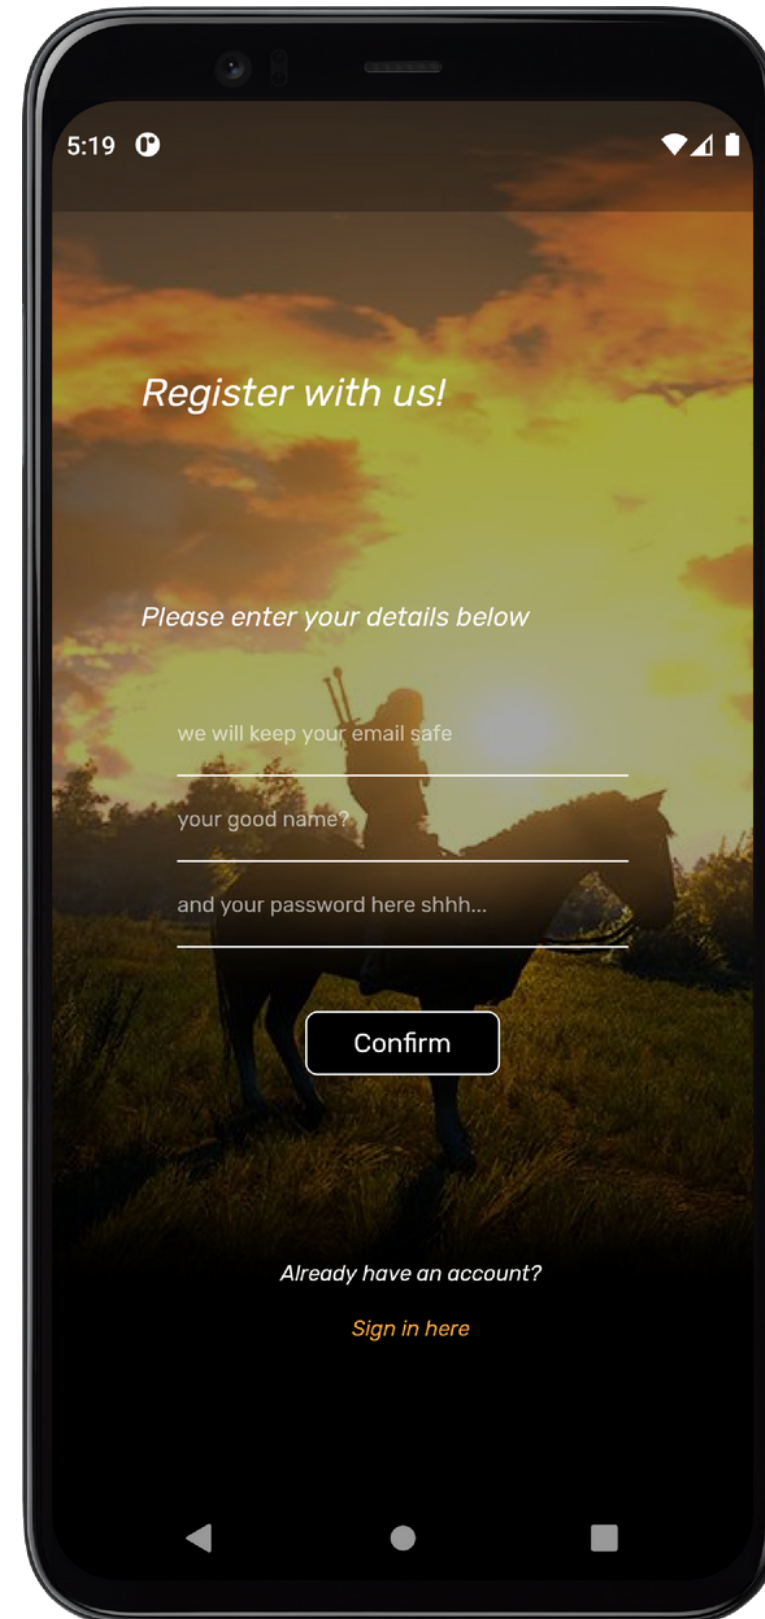 5:19
Register with us!
Please enter your details below
we will keep your email safe
your good name?
and your password here shhh...
Confirm
Already have an account?
Sign in here